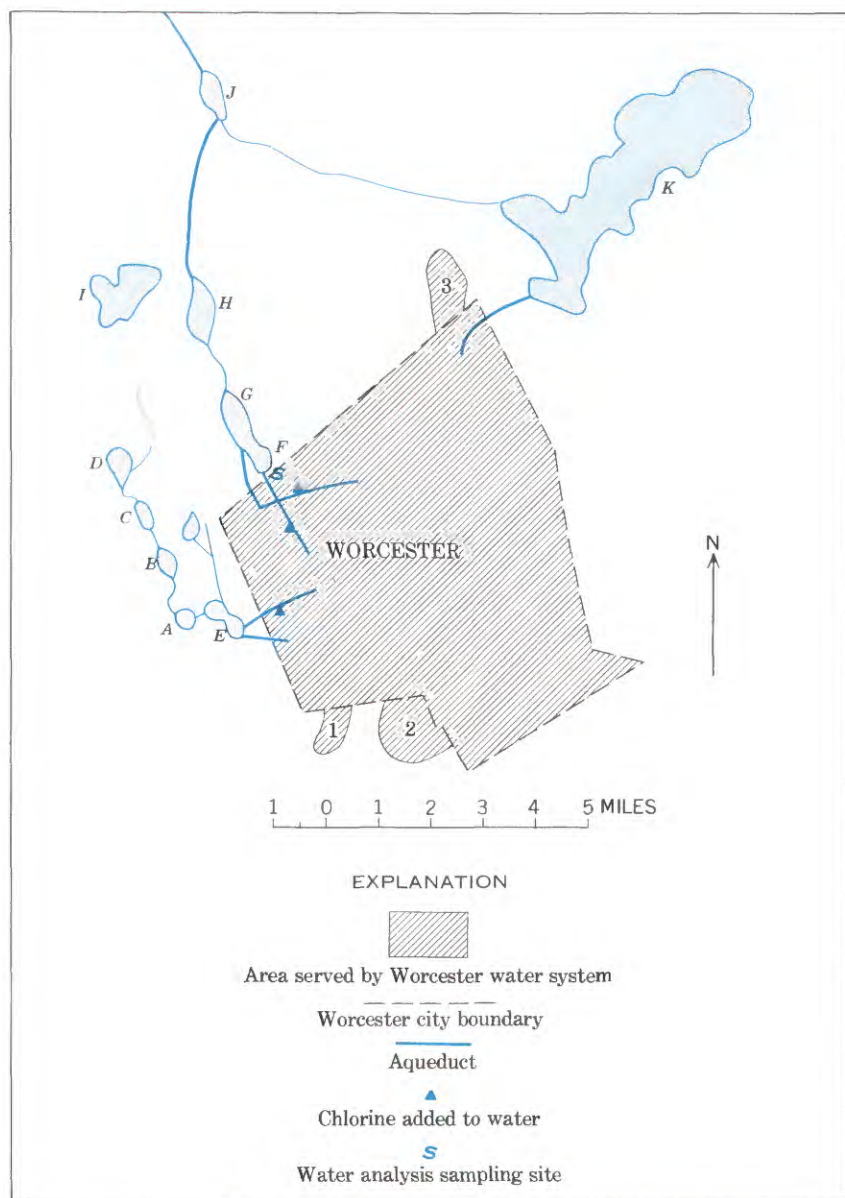 J
K
I
H
3
G
F
S
D
C
WORCESTER
N
B
A
E
1
2
1 0 1 2 3 4 5 MILES
EXPLANATION
Area served by Worcester water system
Worcester city boundary
Aqueduct
Chlorine added to water
S
Water analysis sampling site